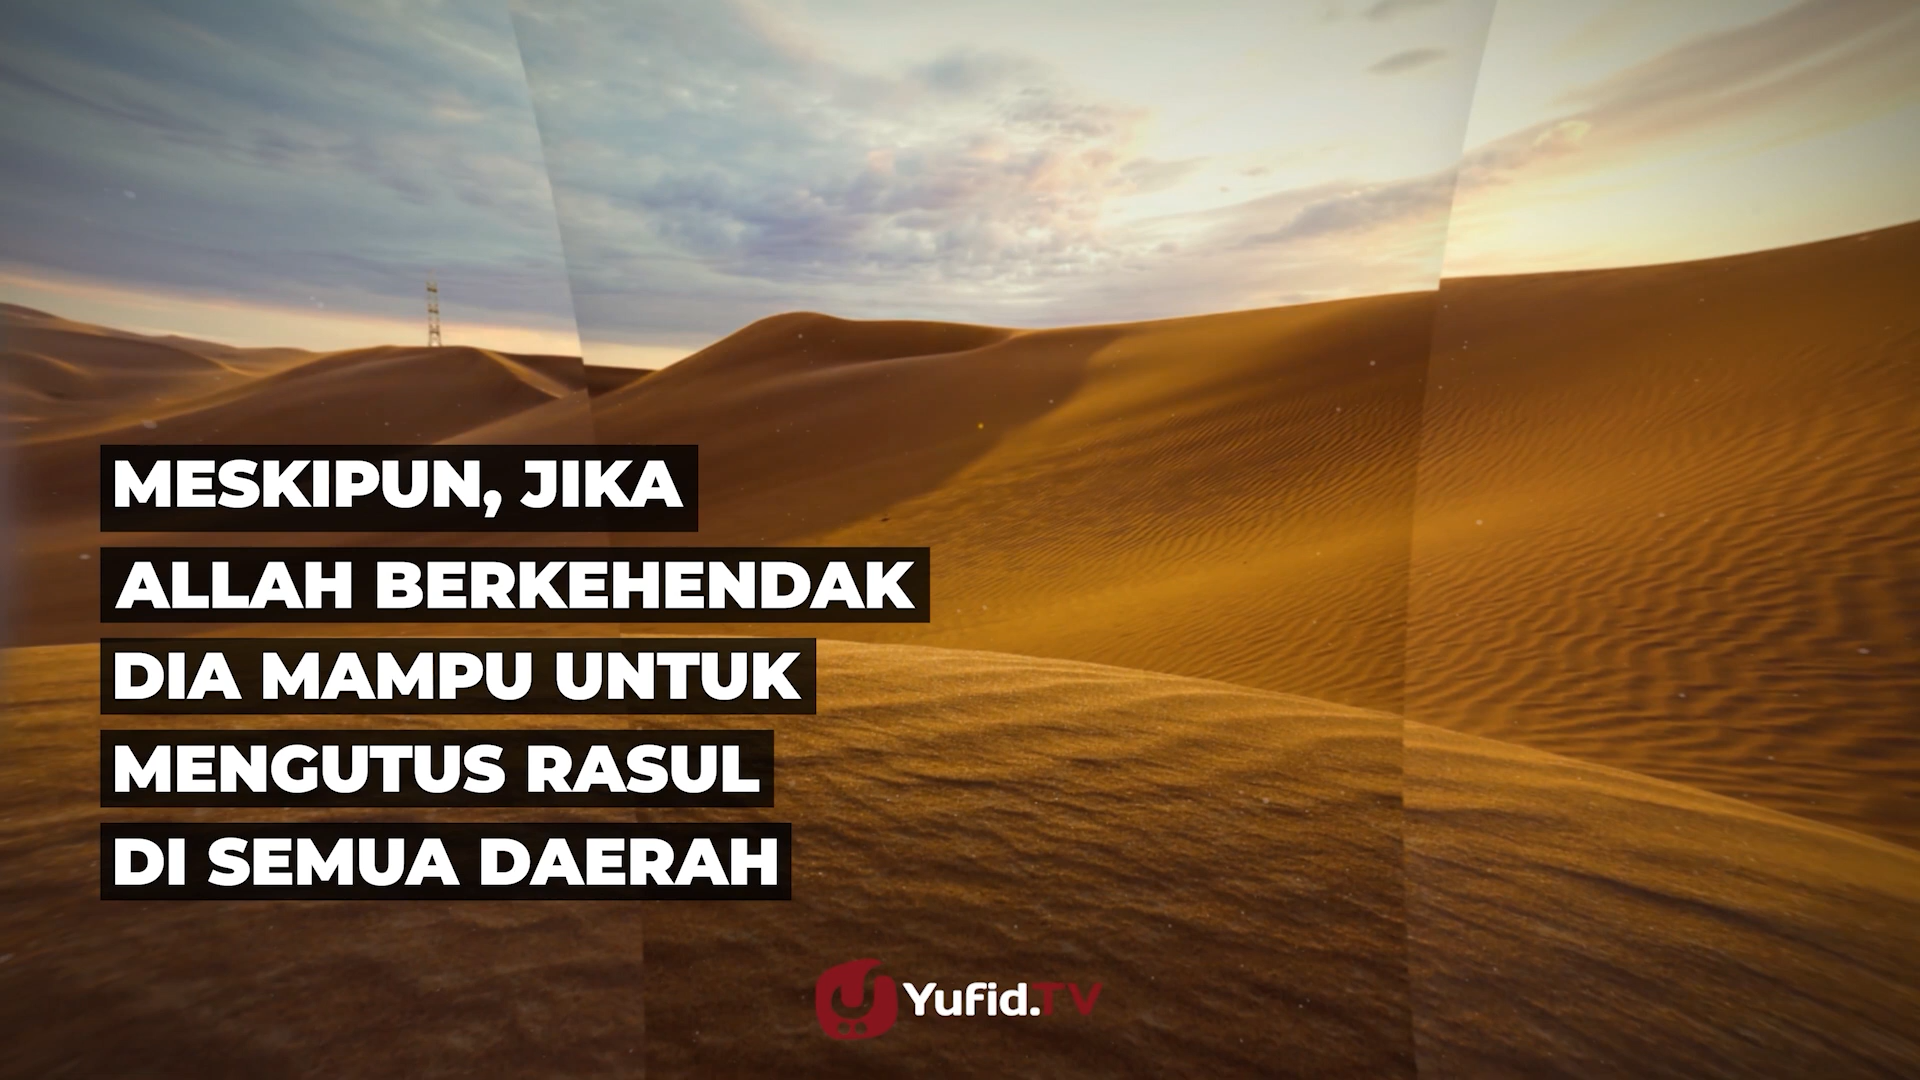 MESKIPUN, JIKA
ALLAH BERKEHENDAK
DIA MAMPU UNTUK
MENGUTUS RASUL
DI SEMUA DAERAH
Yufid.TV